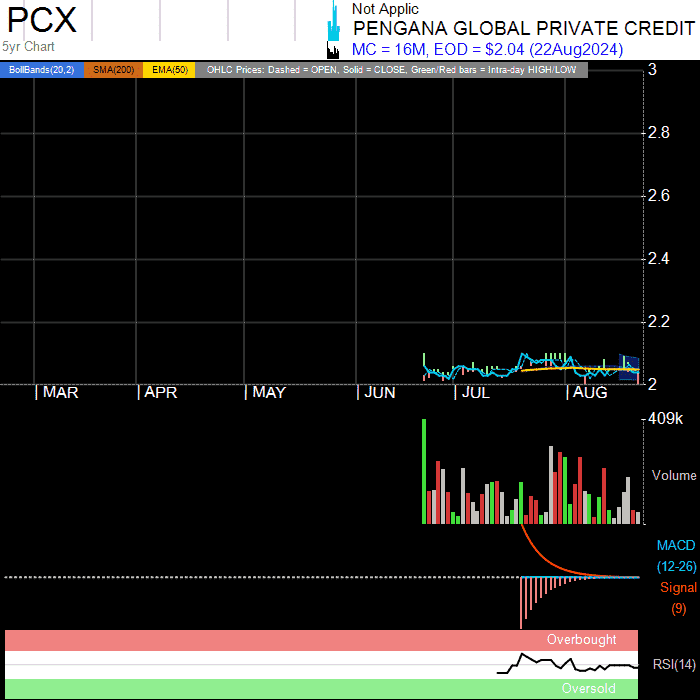 PCX
5yr Chart
Not Applic
PENGANA GLOBAL PRIVATE CREDIT
MC = 16M, EOD = $2.04 (22Aug2024)
BollBands(20,2) SMA(200) EMA(50) OHLC Prices: Dashed = OPEN, Solid = CLOSE, Green/Red bars = Intra-day HIGH/LOW
3
2.8
2.6
2.4
2.2
2
MAR APR MAY JUN JUL AUG
409k
Volume
MACD
(12-26)
Signal
(9)
Overbought
RSI(14)
Oversold